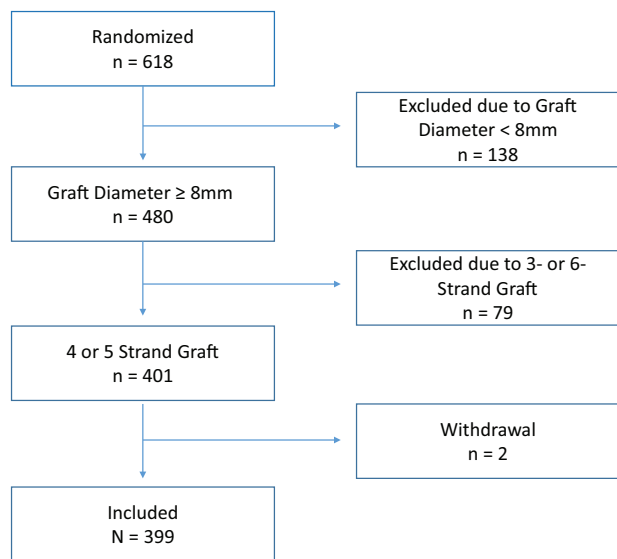 Randomized
n = 618
Excluded due to Graft
Diameter < 8mm
n = 138
Graft Diameter ≥ 8mm
n = 480
Excluded due to 3- or 6-
Strand Graft
n = 79
4 or 5 Strand Graft
n = 401
Withdrawal
n = 2
Included
N = 399